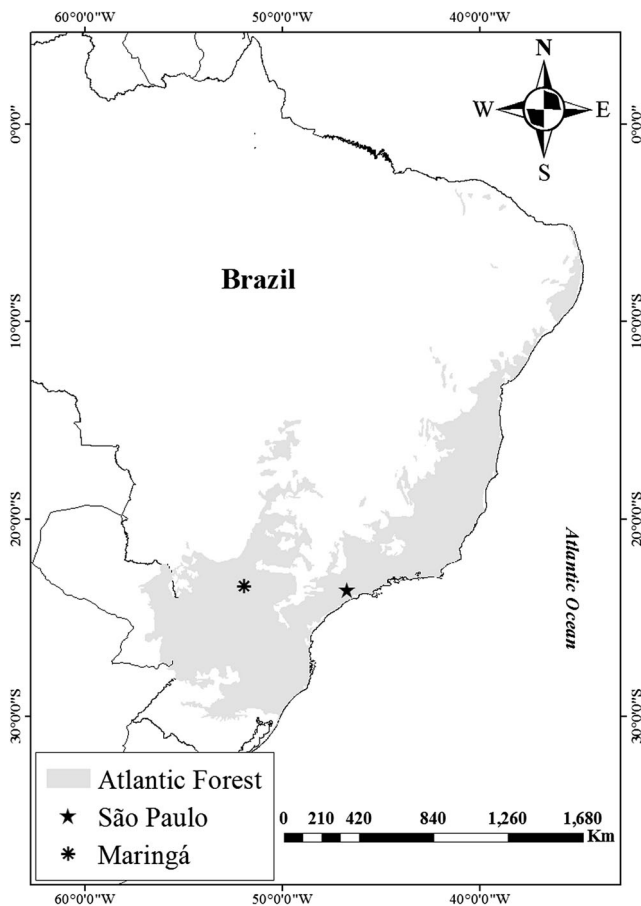 60°0'0"W 50°0'0"W 40°0'0"W
N
W E
S
0°0'0" 0°0'0"
Brazil
10°0'0"S 10°0'0"S
20°0'0"S 20°0'0"S
Atlantic Ocean
30°0'0"S 30°0'0"S
Atlantic Forest
São Paulo
Maringá
0 210 420 840 1,260 1,680
Km
60°0'0"W 50°0'0"W 40°0'0"W